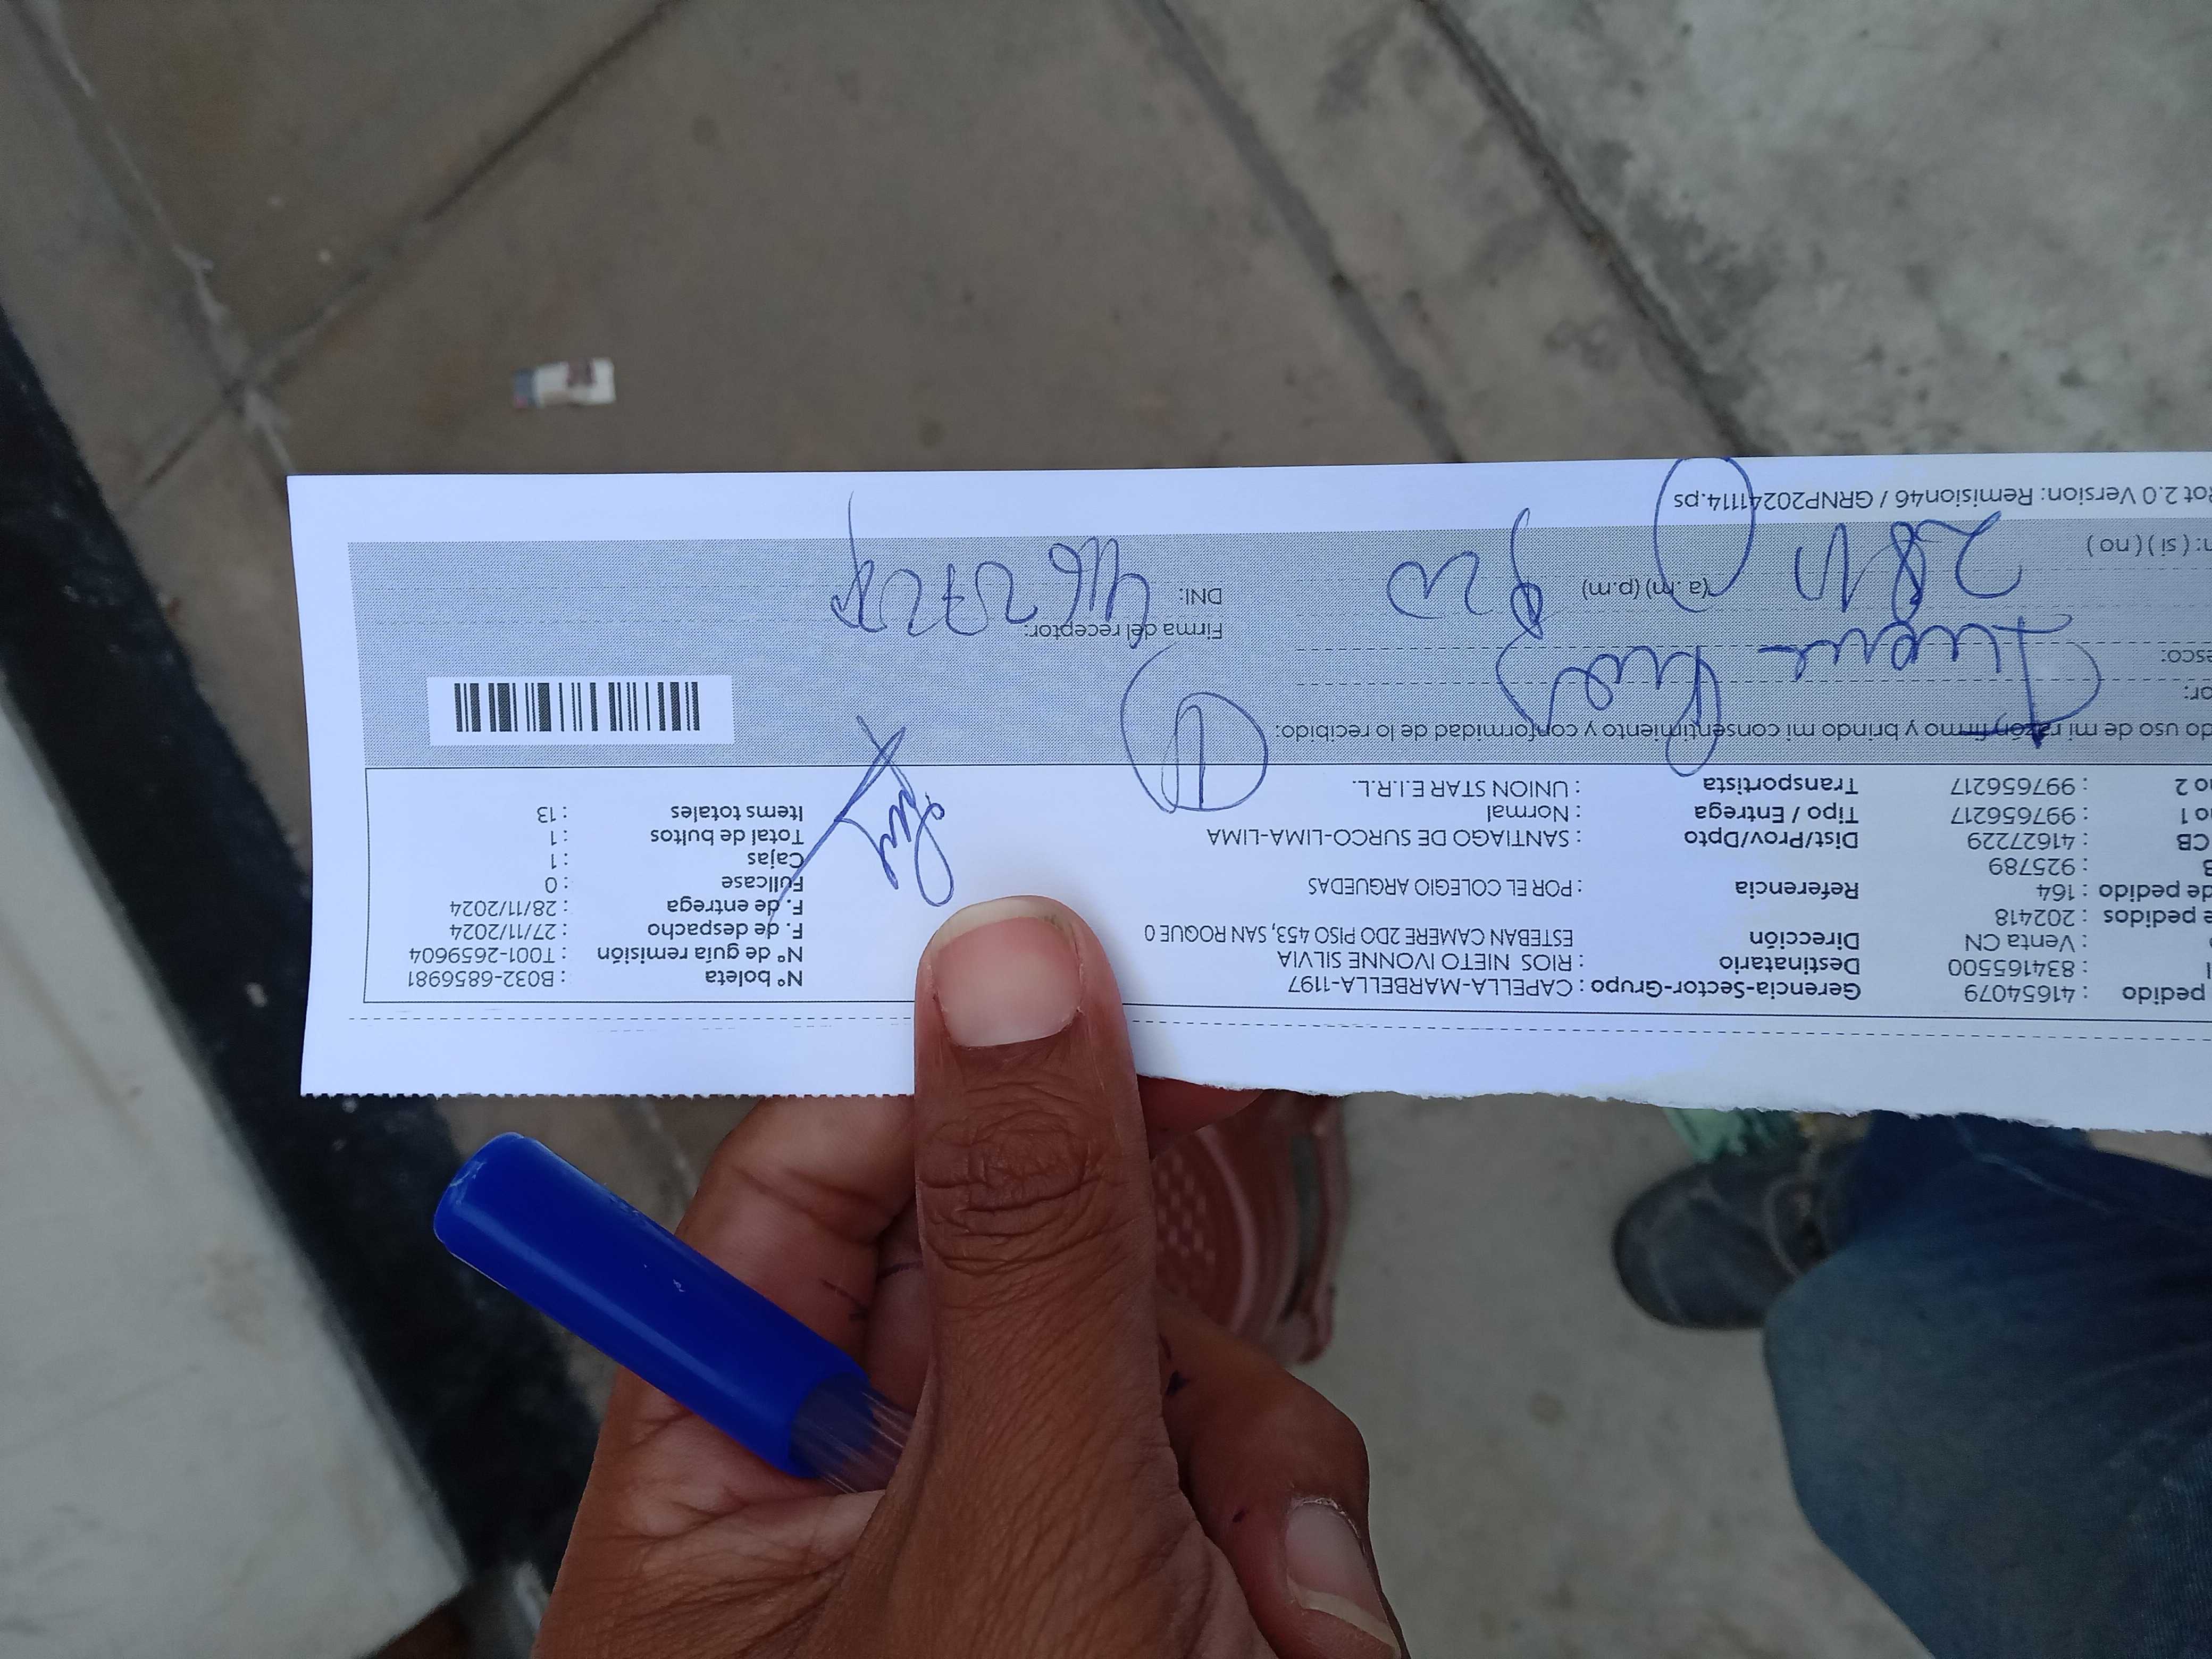 pedido : 41654079 Gerencia-Sector-Grupo : CAPELLA-MARBELLA-1197 N° boleta : B032-6856981
: 834165500 Destinatario : RIOS NIETO IVONNE SILVIA N° de guía remisión : T001-2659604
: Venta CN Dirección ESTEBAN CAMERE 2DO PISO 453, SAN ROQUE 0 F. de despacho : 27/11/2024
e pedidos : 202418 F. de entrega : 28/11/2024
de pedido : 164 Referencia : POR EL COLEGIO ARGUEDAS Fullcase : 0
: 925789 Cajas : 1
CB : 41627229 Dist/Prov/Dpto : SANTIAGO DE SURCO-LIMA-LIMA Total de bultos : 1
o 1 : 997656217 Tipo / Entrega : Normal Items totales : 13
o 2 : 997656217 Transportista : UNION STAR E.I.R.L.
do uso de mi razón firmo y brindo mi consentimiento y conformidad de lo recibido:
or:
esco: Firma del receptor:
28 11 (a.m) (p.m) DNI:
n: ( si ) ( no )
Rot 2.0 Version: Remision46 / GRNP20241114.ps